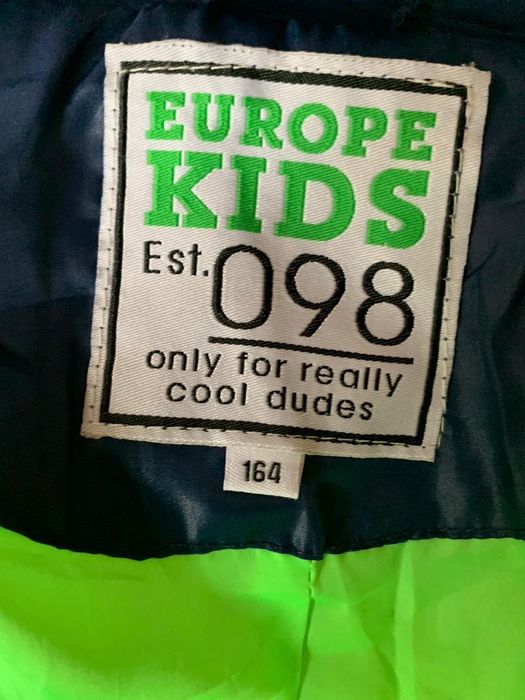 EUROPE
KIDS
Est. 098
only for really
cool dudes
164